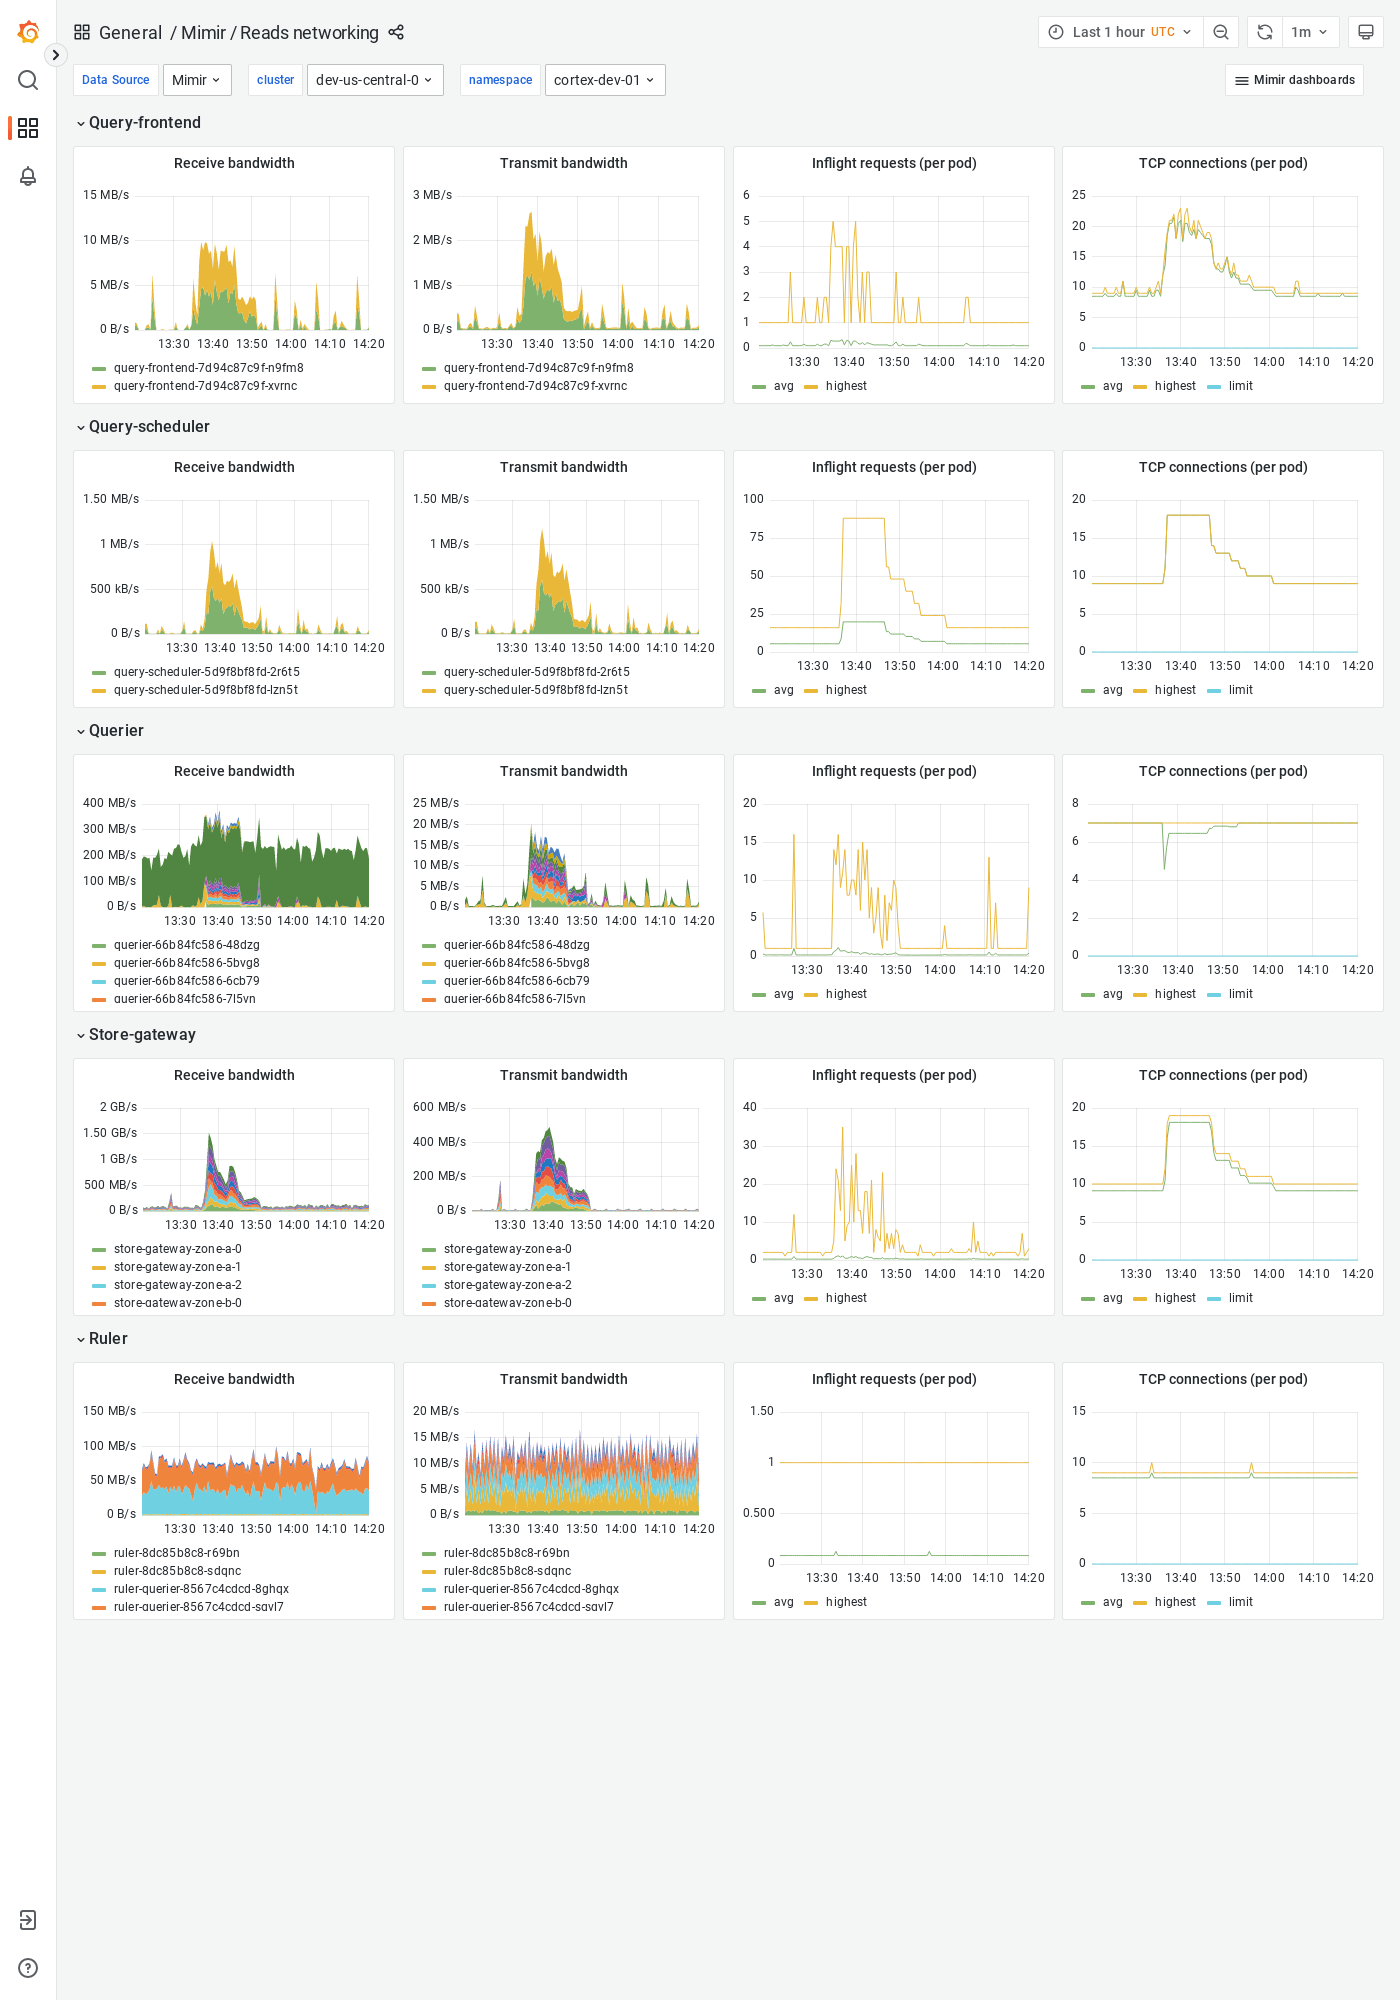 General / Mimir / Reads networking
Last 1 hour UTC
1m
Data Source Mimir cluster dev-us-central-0 namespace cortex-dev-01
Mimir dashboards
Query-frontend
Receive bandwidth
15 MB/s
10 MB/s
5 MB/s
0 B/s
13:30 13:40 13:50 14:00 14:10 14:20
query-frontend-7d94c87c9f-n9fm8
query-frontend-7d94c87c9f-xvrnc
Transmit bandwidth
3 MB/s
2 MB/s
1 MB/s
0 B/s
13:30 13:40 13:50 14:00 14:10 14:20
query-frontend-7d94c87c9f-n9fm8
query-frontend-7d94c87c9f-xvrnc
Inflight requests (per pod)
6
5
4
3
2
1
0
13:30 13:40 13:50 14:00 14:10 14:20
avg highest
TCP connections (per pod)
25
20
15
10
5
0
13:30 13:40 13:50 14:00 14:10 14:20
avg highest limit
Query-scheduler
Receive bandwidth
1.50 MB/s
1 MB/s
500 kB/s
0 B/s
13:30 13:40 13:50 14:00 14:10 14:20
query-scheduler-5d9f8bf8fd-2r6t5
query-scheduler-5d9f8bf8fd-lzn5t
Transmit bandwidth
1.50 MB/s
1 MB/s
500 kB/s
0 B/s
13:30 13:40 13:50 14:00 14:10 14:20
query-scheduler-5d9f8bf8fd-2r6t5
query-scheduler-5d9f8bf8fd-lzn5t
Inflight requests (per pod)
100
75
50
25
0
13:30 13:40 13:50 14:00 14:10 14:20
avg highest
TCP connections (per pod)
20
15
10
5
0
13:30 13:40 13:50 14:00 14:10 14:20
avg highest limit
Querier
Receive bandwidth
400 MB/s
300 MB/s
200 MB/s
100 MB/s
0 B/s
13:30 13:40 13:50 14:00 14:10 14:20
querier-66b84fc586-48dzg
querier-66b84fc586-5bvg8
querier-66b84fc586-6cb79
querier-66b84fc586-7l5vn
Transmit bandwidth
25 MB/s
20 MB/s
15 MB/s
10 MB/s
5 MB/s
0 B/s
13:30 13:40 13:50 14:00 14:10 14:20
querier-66b84fc586-48dzg
querier-66b84fc586-5bvg8
querier-66b84fc586-6cb79
querier-66b84fc586-7l5vn
Inflight requests (per pod)
20
15
10
5
0
13:30 13:40 13:50 14:00 14:10 14:20
avg highest
TCP connections (per pod)
8
6
4
2
0
13:30 13:40 13:50 14:00 14:10 14:20
avg highest limit
Store-gateway
Receive bandwidth
2 GB/s
1.50 GB/s
1 GB/s
500 MB/s
0 B/s
13:30 13:40 13:50 14:00 14:10 14:20
store-gateway-zone-a-0
store-gateway-zone-a-1
store-gateway-zone-a-2
store-gateway-zone-b-0
Transmit bandwidth
600 MB/s
400 MB/s
200 MB/s
0 B/s
13:30 13:40 13:50 14:00 14:10 14:20
store-gateway-zone-a-0
store-gateway-zone-a-1
store-gateway-zone-a-2
store-gateway-zone-b-0
Inflight requests (per pod)
40
30
20
10
0
13:30 13:40 13:50 14:00 14:10 14:20
avg highest
TCP connections (per pod)
20
15
10
5
0
13:30 13:40 13:50 14:00 14:10 14:20
avg highest limit
Ruler
Receive bandwidth
150 MB/s
100 MB/s
50 MB/s
0 B/s
13:30 13:40 13:50 14:00 14:10 14:20
ruler-8dc85b8c8-r69bn
ruler-8dc85b8c8-sdqnc
ruler-querier-8567c4cdcd-8ghqx
ruler-querier-8567c4cdcd-sqvl7
Transmit bandwidth
20 MB/s
15 MB/s
10 MB/s
5 MB/s
0 B/s
13:30 13:40 13:50 14:00 14:10 14:20
ruler-8dc85b8c8-r69bn
ruler-8dc85b8c8-sdqnc
ruler-querier-8567c4cdcd-8ghqx
ruler-querier-8567c4cdcd-sqvl7
Inflight requests (per pod)
1.50
1
0.500
0
13:30 13:40 13:50 14:00 14:10 14:20
avg highest
TCP connections (per pod)
15
10
5
0
13:30 13:40 13:50 14:00 14:10 14:20
avg highest limit